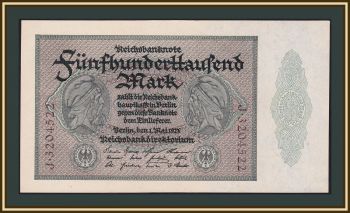 Reichsbanknote
Fünfhunderttausend
Mark
zahlt die Reichsbank-
hauptkasse in Berlin
gegen diese Banknote
dem Einlieferer.
Berlin, den 1. Mai 1923
Reichsbankdirektorium
J·3204522
J·3204522